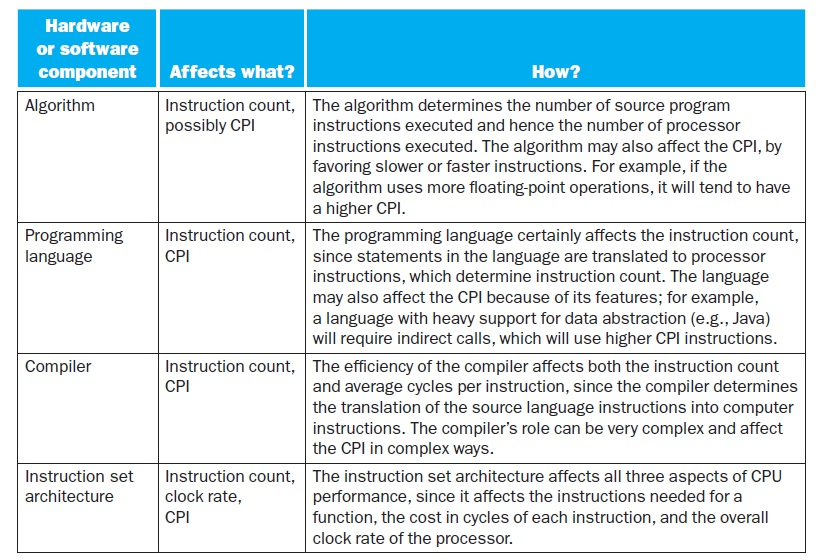 Hardware
or software
component
Affects what?
How?
Algorithm
Instruction count,
possibly CPI
The algorithm determines the number of source program
instructions executed and hence the number of processor
instructions executed. The algorithm may also affect the CPI, by
favoring slower or faster instructions. For example, if the
algorithm uses more floating-point operations, it will tend to have
a higher CPI.
Programming
language
Instruction count,
CPI
The programming language certainly affects the instruction count,
since statements in the language are translated to processor
instructions, which determine instruction count. The language
may also affect the CPI because of its features; for example,
a language with heavy support for data abstraction (e.g., Java)
will require indirect calls, which will use higher CPI instructions.
Compiler
Instruction count,
CPI
The efficiency of the compiler affects both the instruction count
and average cycles per instruction, since the compiler determines
the translation of the source language instructions into computer
instructions. The compiler’s role can be very complex and affect
the CPI in complex ways.
Instruction set
architecture
Instruction count,
clock rate,
CPI
The instruction set architecture affects all three aspects of CPU
performance, since it affects the instructions needed for a
function, the cost in cycles of each instruction, and the overall
clock rate of the processor.